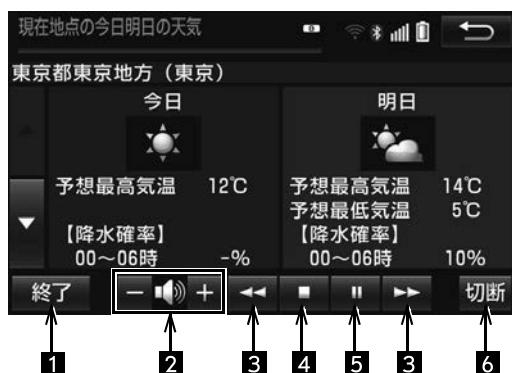 現在地点の今日明日の天気
東京都東京地方（東京）
今日 明日
予想最高気温 12℃ 予想最高気温 14℃
予想最低気温 5℃
【降水確率】 【降水確率】
00～06時 -% 00～06時 10%
終了 － ＋ 切断
1 2 3 4 5 3 6